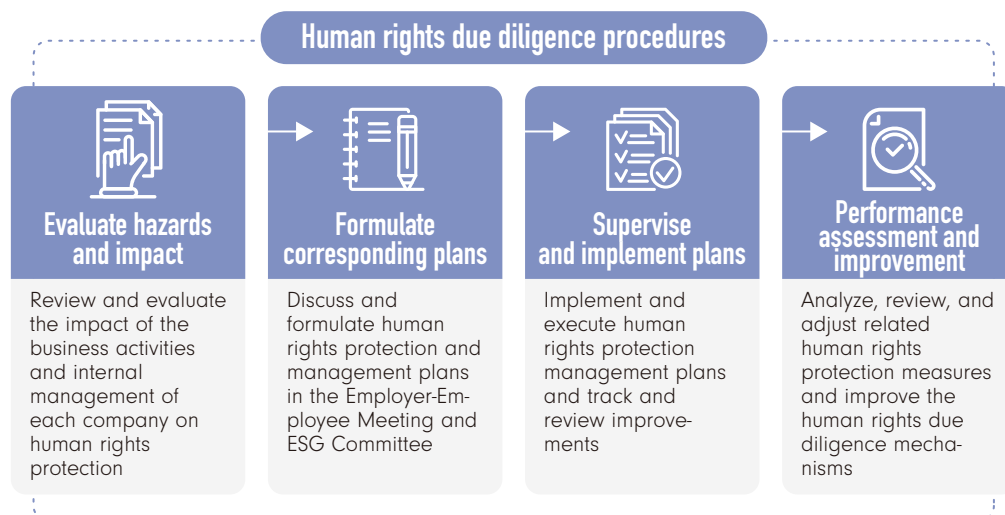 Human rights due diligence procedures
Evaluate hazards
and impact
Review and evaluate
the impact of the
business activities
and internal
management of
each company on
human rights
protection
Formulate
corresponding plans
Discuss and
formulate human
rights protection and
management plans
in the Employer-Em-
ployee Meeting and
ESG Committee
Supervise
and implement plans
Implement and
execute human
rights protection
management plans
and track and
review improve-
ments
Performance
assessment and
improvement
Analyze, review, and
adjust related
human rights
protection measures
and improve the
human rights due
diligence mecha-
nisms